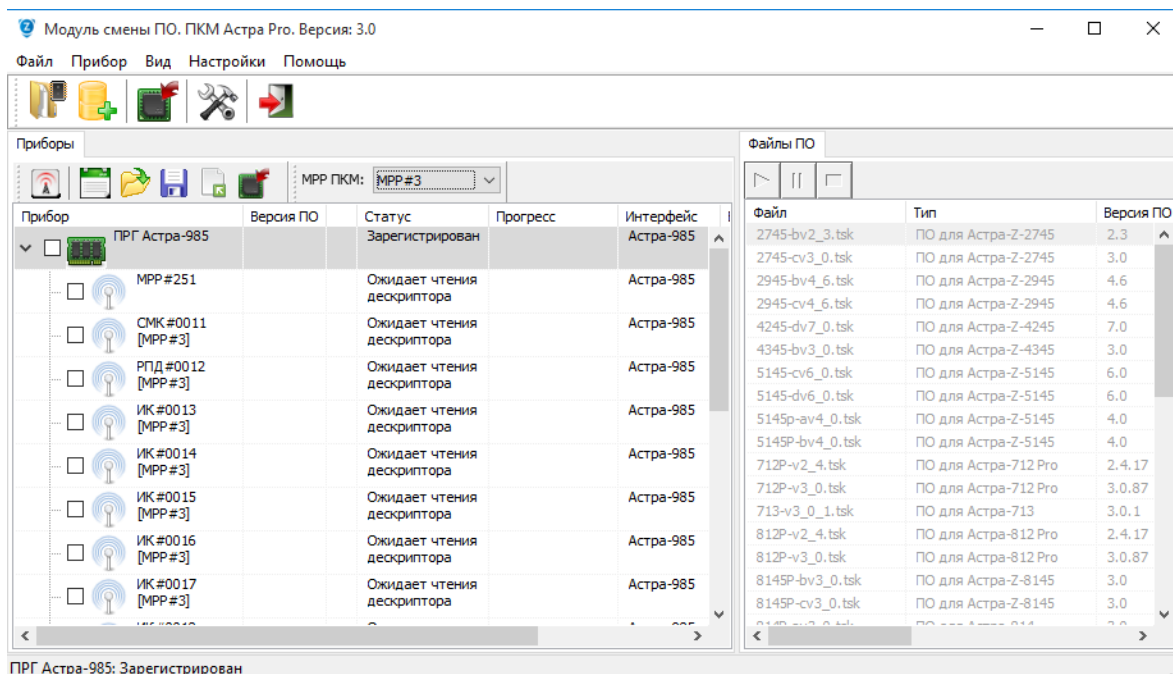 Модуль смены ПО. ПКМ Астра Pro. Версия: 3.0
Файл Прибор Вид Настройки Помощь
Приборы
МРР ПКМ: МРР#3
Прибор Версия ПО Статус Прогресс Интерфейс
ПРГ Астра-985 Зарегистрирован Астра-985
МРР#251 Ожидает чтения дескриптора Астра-985
СМК#0011 [МРР#3] Ожидает чтения дескриптора Астра-985
РПД#0012 [МРР#3] Ожидает чтения дескриптора Астра-985
ИК#0013 [МРР#3] Ожидает чтения дескриптора Астра-985
ИК#0014 [МРР#3] Ожидает чтения дескриптора Астра-985
ИК#0015 [МРР#3] Ожидает чтения дескриптора Астра-985
ИК#0016 [МРР#3] Ожидает чтения дескриптора Астра-985
ИК#0017 [МРР#3] Ожидает чтения дескриптора Астра-985
Файлы ПО
Файл Тип Версия ПО
2745-bv2_3.tsk ПО для Астра-Z-2745 2.3
2745-cv3_0.tsk ПО для Астра-Z-2745 3.0
2945-bv4_6.tsk ПО для Астра-Z-2945 4.6
2945-cv4_6.tsk ПО для Астра-Z-2945 4.6
4245-dv7_0.tsk ПО для Астра-Z-4245 7.0
4345-bv3_0.tsk ПО для Астра-Z-4345 3.0
5145-cv6_0.tsk ПО для Астра-Z-5145 6.0
5145-dv6_0.tsk ПО для Астра-Z-5145 6.0
5145p-av4_0.tsk ПО для Астра-Z-5145 4.0
5145P-bv4_0.tsk ПО для Астра-Z-5145 4.0
712P-v2_4.tsk ПО для Астра-712 Pro 2.4.17
712P-v3_0.tsk ПО для Астра-712 Pro 3.0.87
713-v3_0_1.tsk ПО для Астра-713 3.0.1
812P-v2_4.tsk ПО для Астра-812 Pro 2.4.17
812P-v3_0.tsk ПО для Астра-812 Pro 3.0.87
8145P-bv3_0.tsk ПО для Астра-Z-8145 3.0
8145P-cv3_0.tsk ПО для Астра-Z-8145 3.0
ПРГ Астра-985: Зарегистрирован